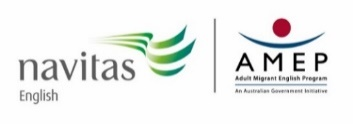 navitas
English
AMEP
Adult Migrant English Program
An Australian Government Initiative